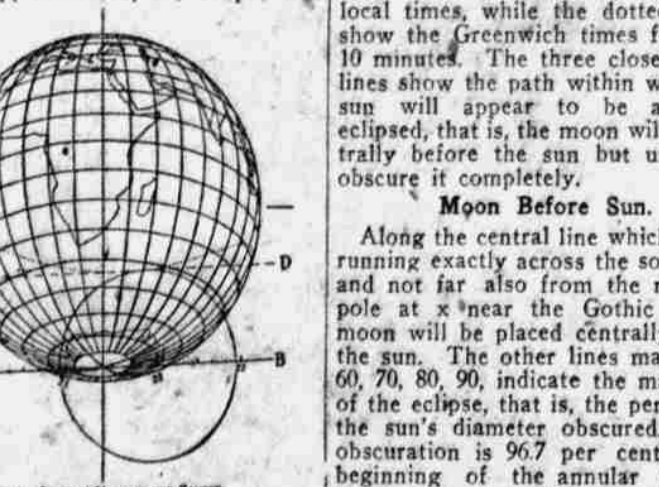 D
B
local times, while the dotted
show the Greenwich times f
10 minutes. The three close
lines show the path within w
sun will appear to be a
eclipsed, that is, the moon wil
trally before the sun but u
obscure it completely.
Moon Before Sun.
Along the central line which
running exactly across the so
and not far also from the
pole at x near the Gothic
moon will be placed centrall
the sun. The other lines ma
60, 70, 80, 90, indicate the m
of the eclipse, that is, the per
the sun's diameter obscured.
obscuration is 96.7 per cent
beginning of the annular